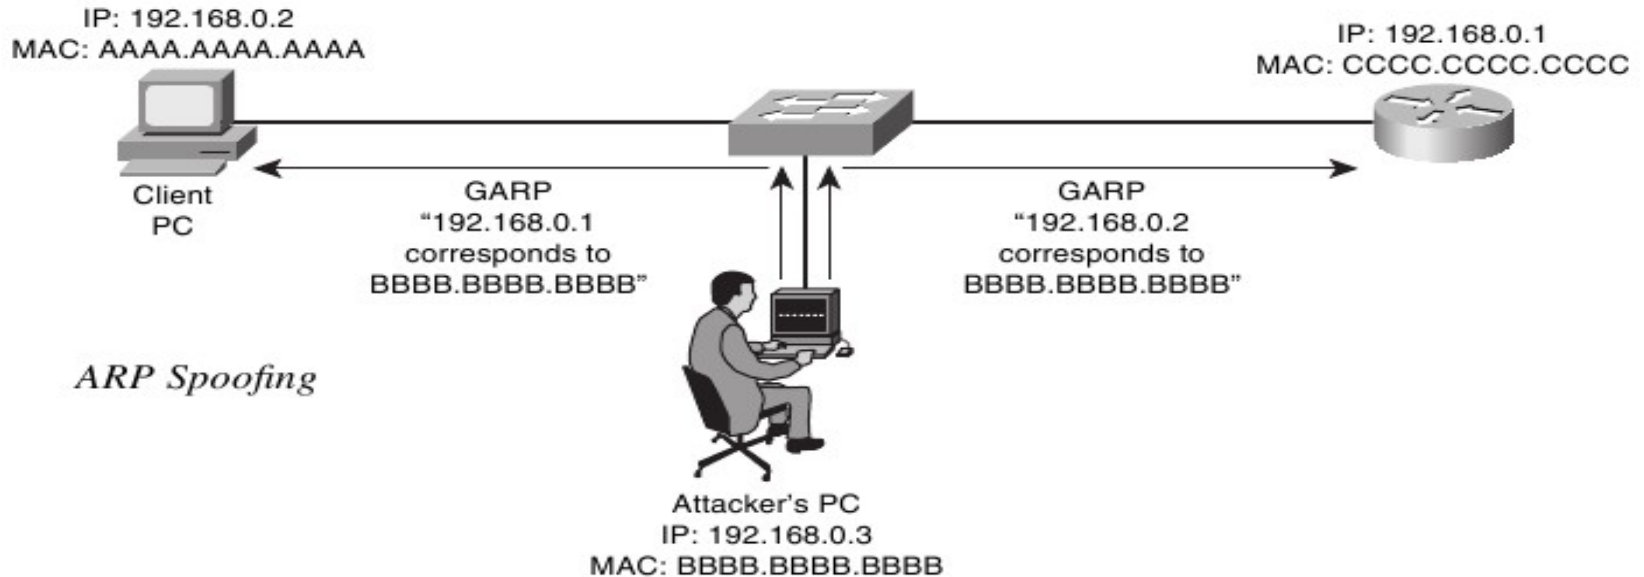 IP: 192.168.0.2
MAC: AAAA.AAAA.AAAA
IP: 192.168.0.1
MAC: CCCC.CCCC.CCCC
Client
PC
GARP
“192.168.0.1
corresponds to
BBBB.BBBB.BBBB”
GARP
“192.168.0.2
corresponds to
BBBB.BBBB.BBBB”
ARP Spoofing
Attacker’s PC
IP: 192.168.0.3
MAC: BBBB.BBBB.BBBB